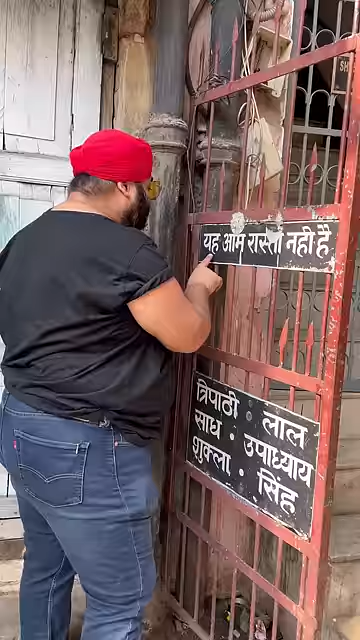 यह आम रास्ता नही है
त्रिपाठी लाल
साध • उपाध्याय
शुक्ला • सिंह